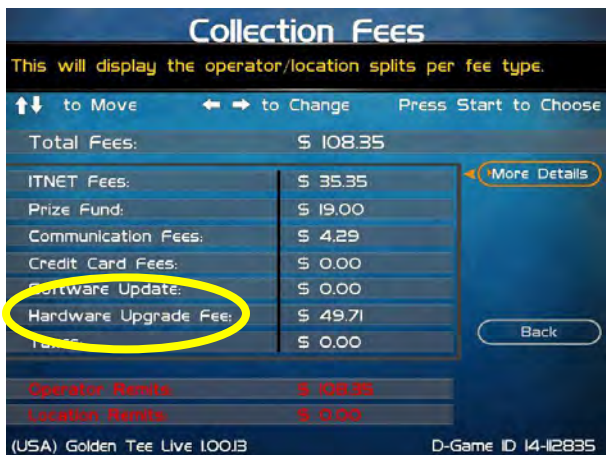 Collection Fees
This will display the operator/location splits per fee type.
to Move to Change Press Start to Choose
Total Fees: $ 108.35
More Details
ITNET Fees: $ 35.35
Prize Fund: $ 19.00
Communication Fees: $ 4.29
Credit Card Fees: $ 0.00
Software Update: $ 0.00
Hardware Upgrade Fee: $ 49.71
Taxes: $ 0.00
Back
Operator Remits: $ 108.35
Location Remits: $ 0.00
(USA) Golden Tee Live 1.00.13 D-Game ID 14-112835